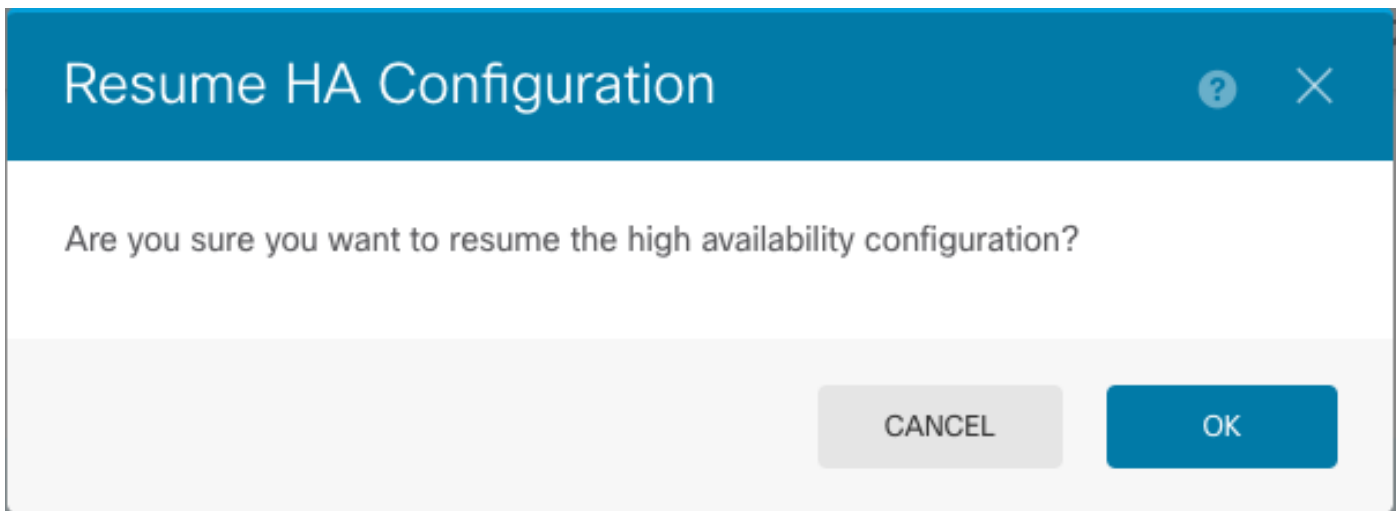 Resume HA Configuration
?
Are you sure you want to resume the high availability configuration?
CANCEL
OK